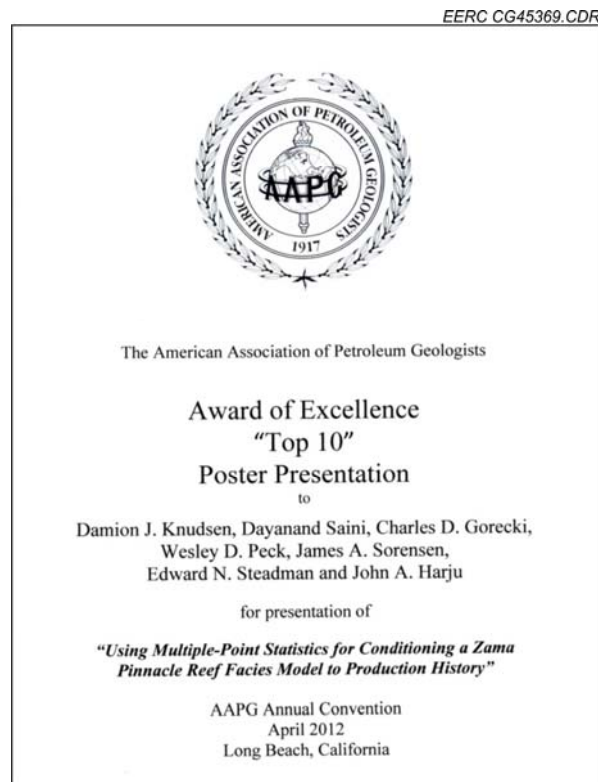 EERC CG45369.CDR
AMERICAN ASSOCIATION OF PETROLEUM GEOLOGISTS
AAPG
1917
The American Association of Petroleum Geologists
Award of Excellence
“Top 10”
Poster Presentation
to
Damion J. Knudsen, Dayanand Saini, Charles D. Gorecki,
Wesley D. Peck, James A. Sorensen,
Edward N. Steadman and John A. Harju
for presentation of
“Using Multiple-Point Statistics for Conditioning a Zama
Pinnacle Reef Facies Model to Production History”
AAPG Annual Convention
April 2012
Long Beach, California